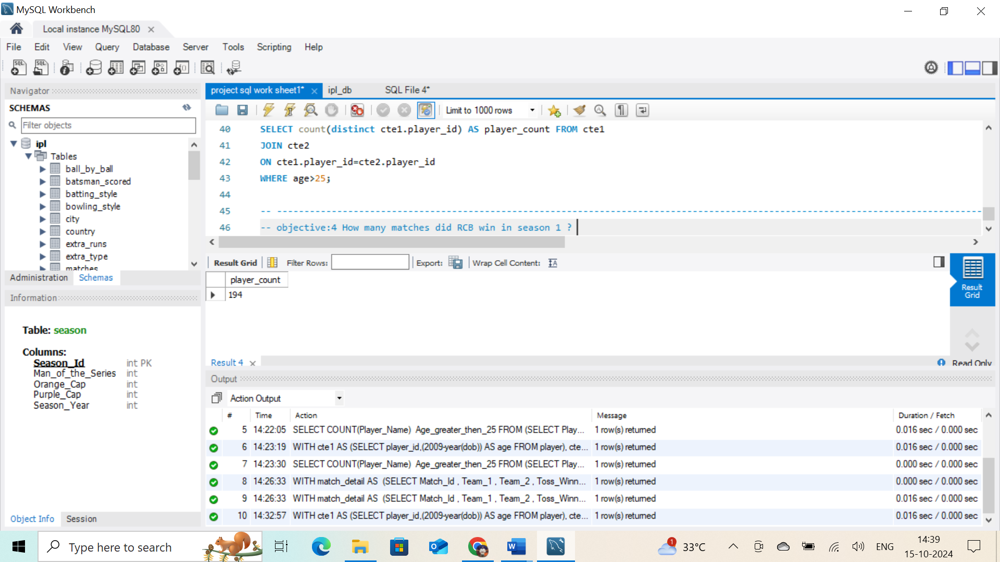 MySQL Workbench
Local instance MySQL80
File Edit View Query Database Server Tools Scripting Help
Navigator
SCHEMAS
Filter objects
ipl
Tables
ball_by_ball
batsman_scored
batting_style
bowling_style
city
country
extra_runs
extra_type
matches
Administration Schemas
Information
Table: season
Columns:
Season_Id int PK
Man_of_the_Series int
Orange_Cap int
Purple_Cap int
Season_Year int
Object Info Session
project sql work sheet1* ipl_db SQL File 4*
Limit to 1000 rows
40 SELECT count(distinct cte1.player_id) AS player_count FROM cte1
41 JOIN cte2
42 ON cte1.player_id=cte2.player_id
43 WHERE age>25;
44
45 -- ------------------------------------------------------------
46 -- objective:4 How many matches did RCB win in season 1 ?
Result Grid Filter Rows: Export: Wrap Cell Content:
player_count
194
Result Grid
Result 4 Read Only
Output
Action Output
# Time Action Message Duration / Fetch
5 14:22:05 SELECT COUNT(Player_Name) Age_greater_then_25 FROM (SELECT Play... 1 row(s) returned 0.016 sec / 0.000 sec
6 14:23:19 WITH cte1 AS (SELECT player_id,(2009-year(dob)) AS age FROM player), cte... 1 row(s) returned 0.016 sec / 0.000 sec
7 14:23:30 SELECT COUNT(Player_Name) Age_greater_then_25 FROM (SELECT Play... 1 row(s) returned 0.000 sec / 0.000 sec
8 14:26:33 WITH match_detail AS (SELECT Match_Id , Team_1 , Team_2 , Toss_Winn... 1 row(s) returned 0.000 sec / 0.000 sec
9 14:26:33 WITH match_detail AS (SELECT Match_Id , Team_1 , Team_2 , Toss_Winn... 1 row(s) returned 0.016 sec / 0.000 sec
10 14:32:57 WITH cte1 AS (SELECT player_id,(2009-year(dob)) AS age FROM player), cte... 1 row(s) returned 0.016 sec / 0.000 sec
Type here to search
1
33°C
ENG
14:39
15-10-2024